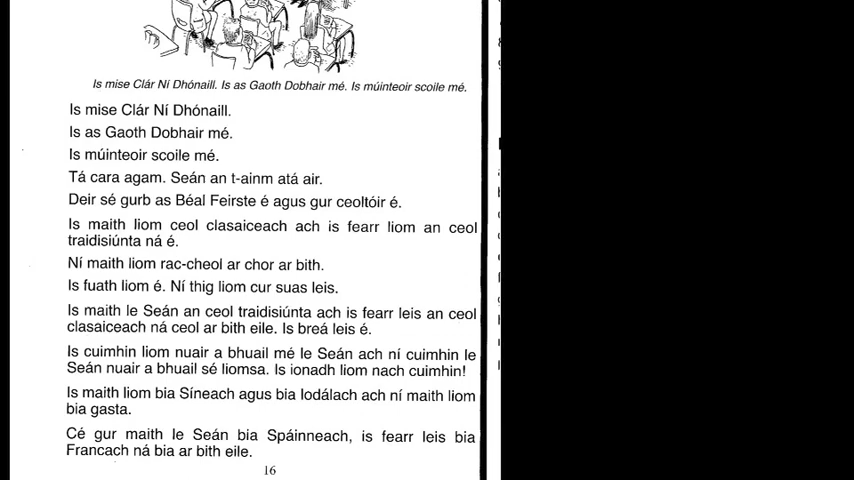 Is mise Clár Ní Dhónaill. Is as Gaoth Dobhair mé. Is múinteoir scoile mé.
Is mise Clár Ní Dhónaill.
Is as Gaoth Dobhair mé.
Is múinteoir scoile mé.
Tá cara agam. Seán an t-ainm atá air.
Deir sé gurb as Béal Feirste é agus gur ceoltóir é.
Is maith liom ceol clasaiceach ach is fearr liom an ceol
traidisiúnta ná é.
Ní maith liom rac-cheol ar chor ar bith.
Is fuath liom é. Ní thig liom cur suas leis.
Is maith le Seán an ceol traidisiúnta ach is fearr leis an ceol
clasaiceach ná ceol ar bith eile. Is breá leis é.
Is cuimhin liom nuair a bhuail mé le Seán ach ní cuimhin le
Seán nuair a bhuail sé liomsa. Is ionadh liom nach cuimhin!
Is maith liom bia Síneach agus bia Iodálach ach ní maith liom
bia gasta.
Cé gur maith le Seán bia Spáinneach, is fearr leis bia
Francach ná bia ar bith eile.
16